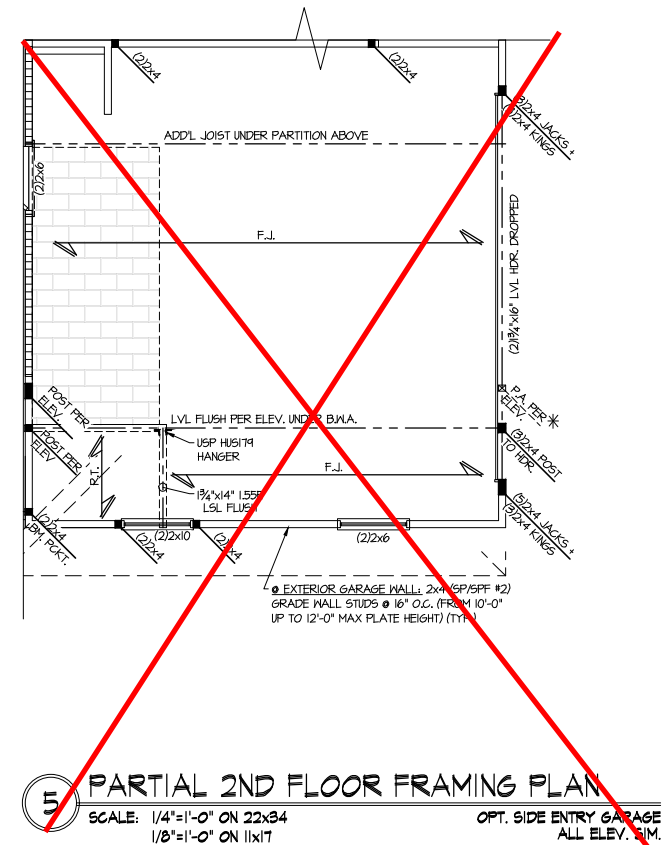 (2)2x4
(2)2x4
(3)2x4 JACKS +
(2)2x4 KINGS
ADD'L JOIST UNDER PARTITION ABOVE
(2)2x6
F.J.
(2)1¾"x16" LVL HDR. DROPPED
POST PER
ELEV.
LVL FLUSH PER ELEV. UNDER B.W.A.
P.A. PER
ELEV.
POST PER
ELEV
USP HUS179
HANGER
(3)2x4 POST
TO HDR.
R.T.
F.J.
1¾"x14" 1.55E
LSL FLUSH
(5)2x4 JACKS +
(3)2x4 KINGS
(2)2x4
BM. PCKT.
(2)2x4
(2)2x10
(2)2x4
(2)2x6
@ EXTERIOR GARAGE WALL: 2x4 (SP/SPF #2)
GRADE WALL STUDS @ 16" O.C. (FROM 10'-0"
UP TO 12'-0" MAX PLATE HEIGHT) (TYP.)
5
PARTIAL 2ND FLOOR FRAMING PLAN
SCALE: 1/4"=1'-0" ON 22x34
1/8"=1'-0" ON 11x17
OPT. SIDE ENTRY GARAGE
ALL ELEV. SIM.